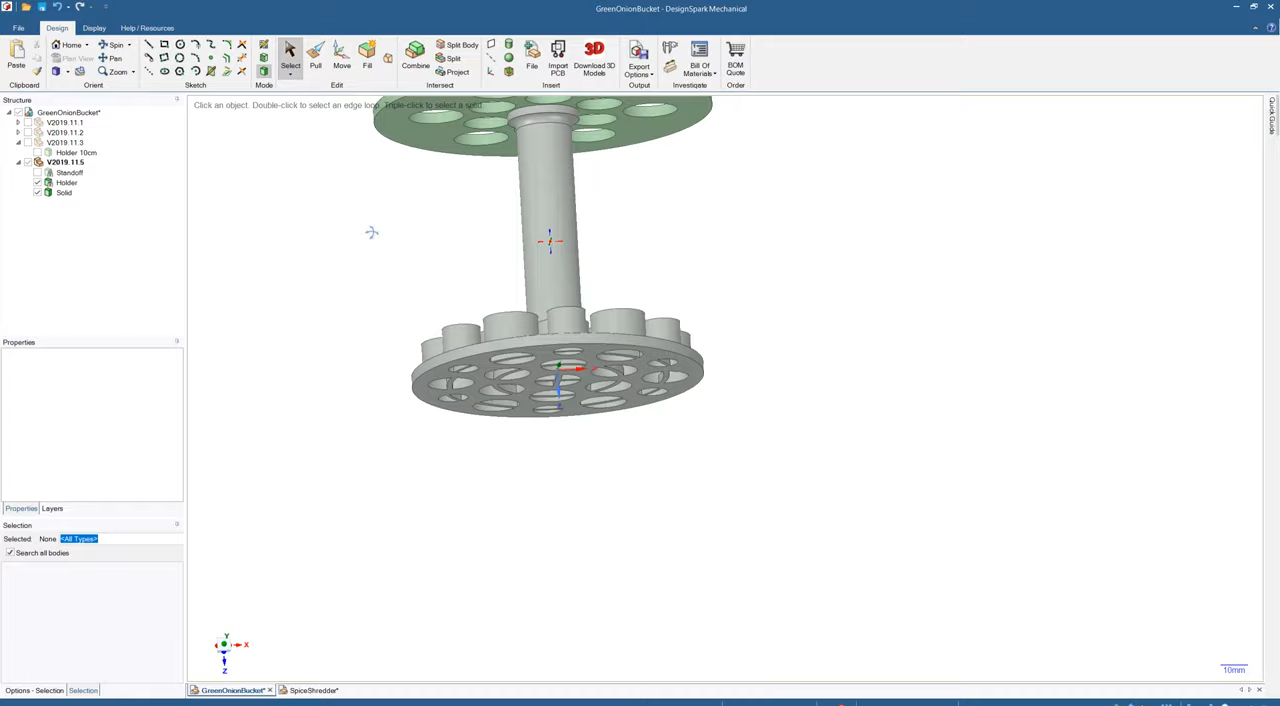 GreenOnionBucket - DesignSpark Mechanical
File Design Display Help / Resources
Home Spin
Plan View Pan
Zoom
Paste
Select
Pull
Move
Fill
Combine
Split Body
Split
Project
File
Import PCB
Download 3D Models
Export Options
Bill Of Materials
BOM Quote
Clipboard Orient Sketch Mode Edit Intersect Insert Output Investigate Order
Structure
Click an object. Double-click to select an edge loop. Triple-click to select a solid.
GreenOnionBucket*
V2019.11.1
V2019.11.2
V2019.11.3
Holder 10cm
V2019.11.5
Standoff
Holder
Solid
Quick Guide
Properties
Properties Layers
Selection
Selected: None <All Types>
Search all bodies
Y
X
Z
10mm
Options - Selection Selection
GreenOnionBucket* SpiceShredder*